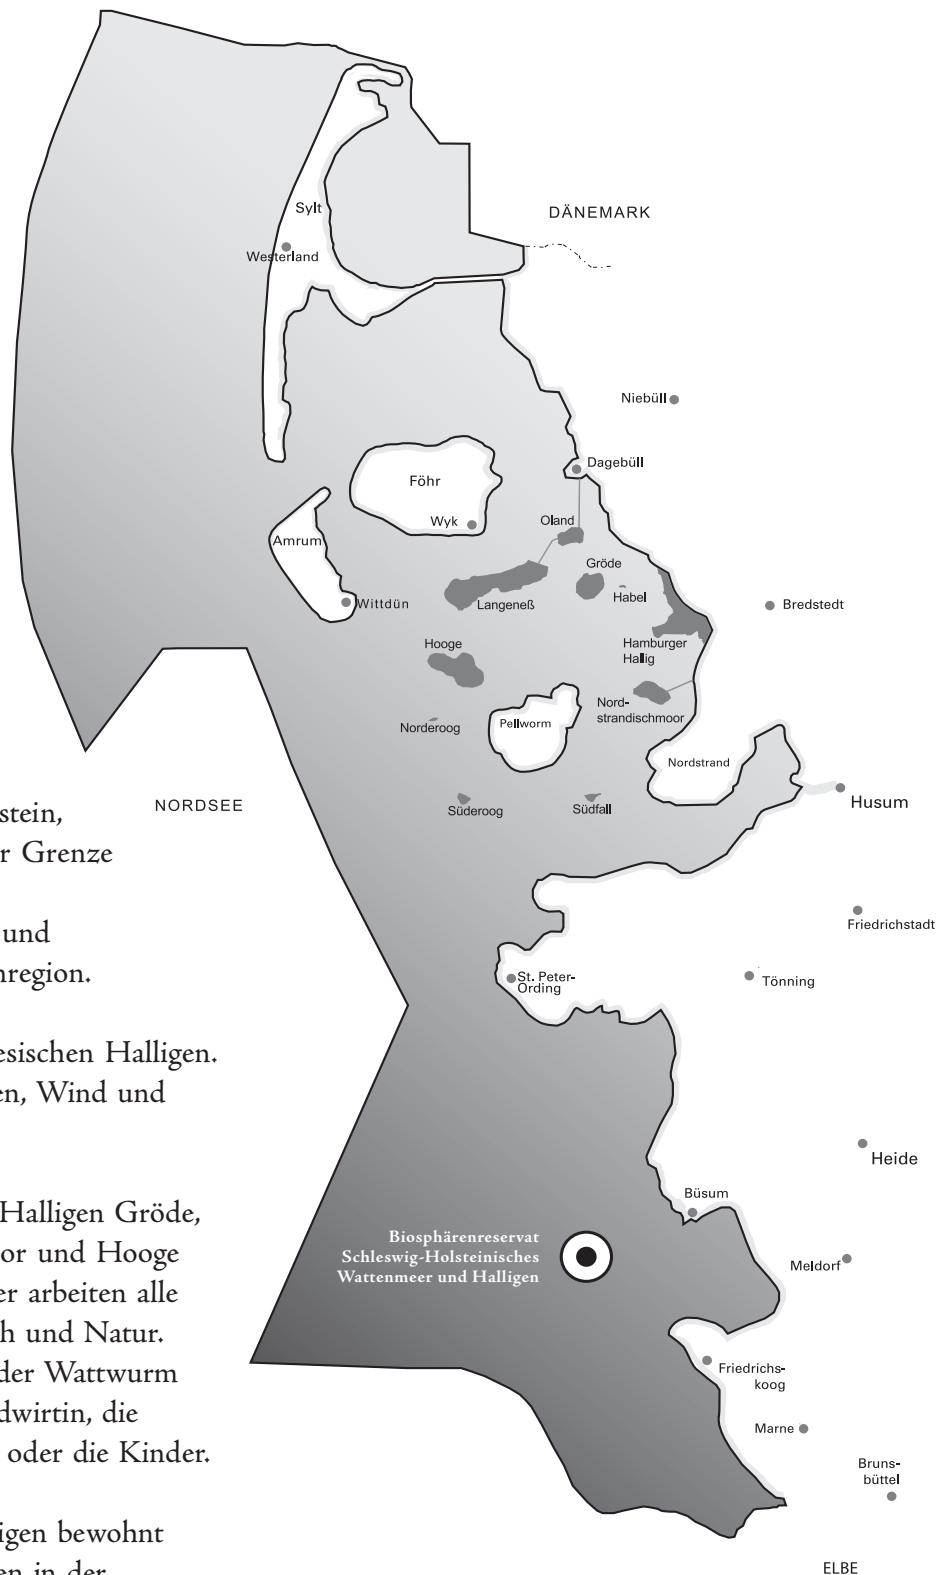 DÄNEMARK
Sylt
Westerland
Niebüll
Dagebüll
Föhr
Wyk
Oland
Amrum
Gröde
Habel
Langeneß
Wittdün
Bredstedt
Hooge
Hamburger
Hallig
Nord-
strandischmoor
Norderoog
Pellworm
Nordstrand
NORDSEE
Süderoog
Südfall
Husum
Friedrichstadt
St. Peter-
Ording
Tönning
Heide
Büsum
Biosphärenreservat
Schleswig-Holsteinisches
Wattenmeer und Halligen
Meldorf
Friedrichs-
koog
Marne
Bruns-
büttel
ELBE
stein,
r Grenze
und
nregion.
esischen Halligen.
en, Wind und
Halligen Gröde,
or und Hooge
er arbeiten alle
h und Natur.
der Wattwurm
dwirtin, die
oder die Kinder.
igen bewohnt
en in der